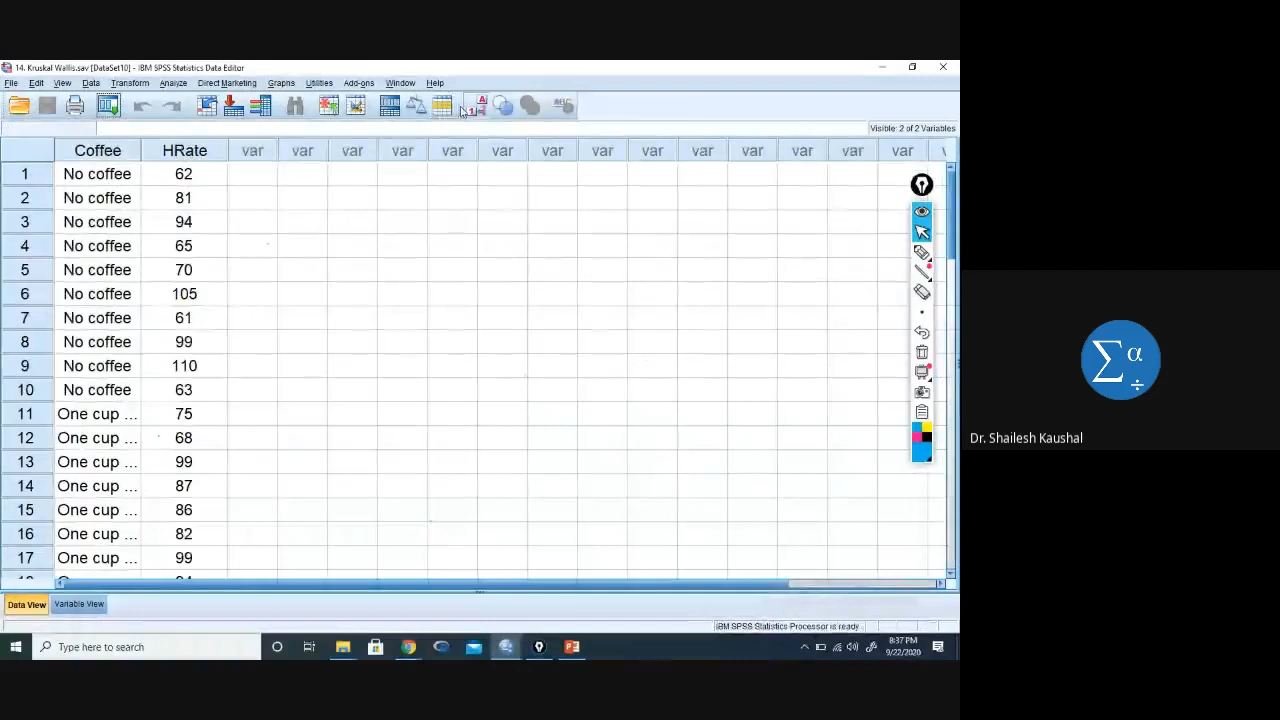 14. Kruskal Wallis.sav [DataSet10] - IBM SPSS Statistics Data Editor
File Edit View Data Transform Analyze Direct Marketing Graphs Utilities Add-ons Window Help
Visible: 2 of 2 Variables
Coffee HRate var var var var var var var var var var var var var var
1 No coffee 62
2 No coffee 81
3 No coffee 94
4 No coffee 65
5 No coffee 70
6 No coffee 105
7 No coffee 61
8 No coffee 99
9 No coffee 110
10 No coffee 63
11 One cup ... 75
12 One cup ... 68
13 One cup ... 99
14 One cup ... 87
15 One cup ... 86
16 One cup ... 82
17 One cup ... 99
Data View Variable View
IBM SPSS Statistics Processor is ready
Type here to search
8:37 PM
9/22/2020
Σ α ÷
Dr. Shailesh Kaushal